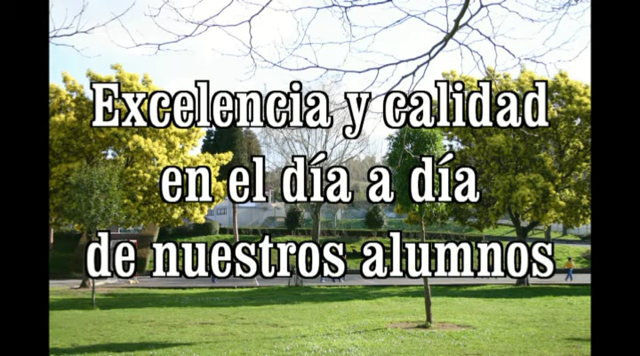 Excelencia y calidad
en el día a día
de nuestros alumnos